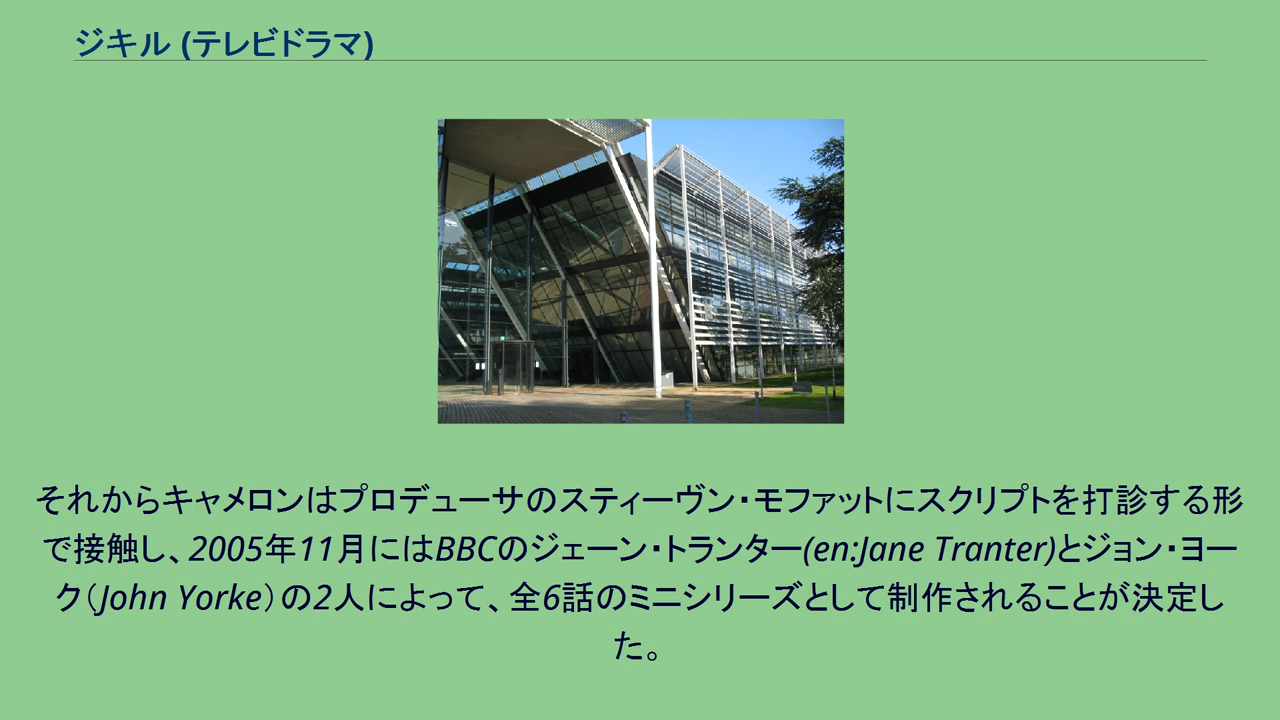 ジキル (テレビドラマ)
それからキャメロンはプロデューサのスティーヴン・モファットにスクリプトを打診する形
で接触し、2005年11月にはBBCのジェーン・トランター(en:Jane Tranter)とジョン・ヨー
ク（John Yorke）の2人によって、全6話のミニシリーズとして制作されることが決定し
た。